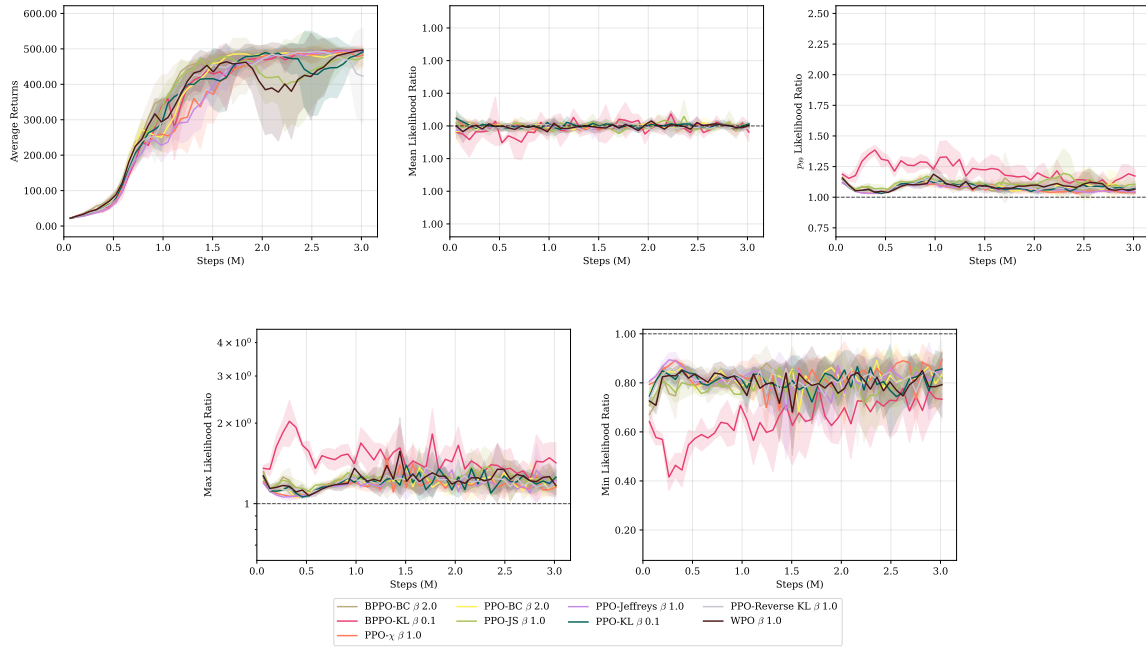 600.00
500.00
400.00
300.00
200.00
100.00
0.00
Average Returns
0.0 0.5 1.0 1.5 2.0 2.5 3.0
Steps (M)
1.00
1.00
1.00
1.00
1.00
1.00
1.00
Mean Likelihood Ratio
0.0 0.5 1.0 1.5 2.0 2.5 3.0
Steps (M)
2.50
2.25
2.00
1.75
1.50
1.25
1.00
0.75
p₉₉ Likelihood Ratio
0.0 0.5 1.0 1.5 2.0 2.5 3.0
Steps (M)
4 × 10⁰
3 × 10⁰
2 × 10⁰
1
Max Likelihood Ratio
0.0 0.5 1.0 1.5 2.0 2.5 3.0
Steps (M)
1.00
0.80
0.60
0.40
0.20
Min Likelihood Ratio
0.0 0.5 1.0 1.5 2.0 2.5 3.0
Steps (M)
BPPO-BC β 2.0
BPPO-KL β 0.1
PPO-χ β 1.0
PPO-BC β 2.0
PPO-JS β 1.0
PPO-Jeffreys β 1.0
PPO-KL β 0.1
PPO-Reverse KL β 1.0
WPO β 1.0